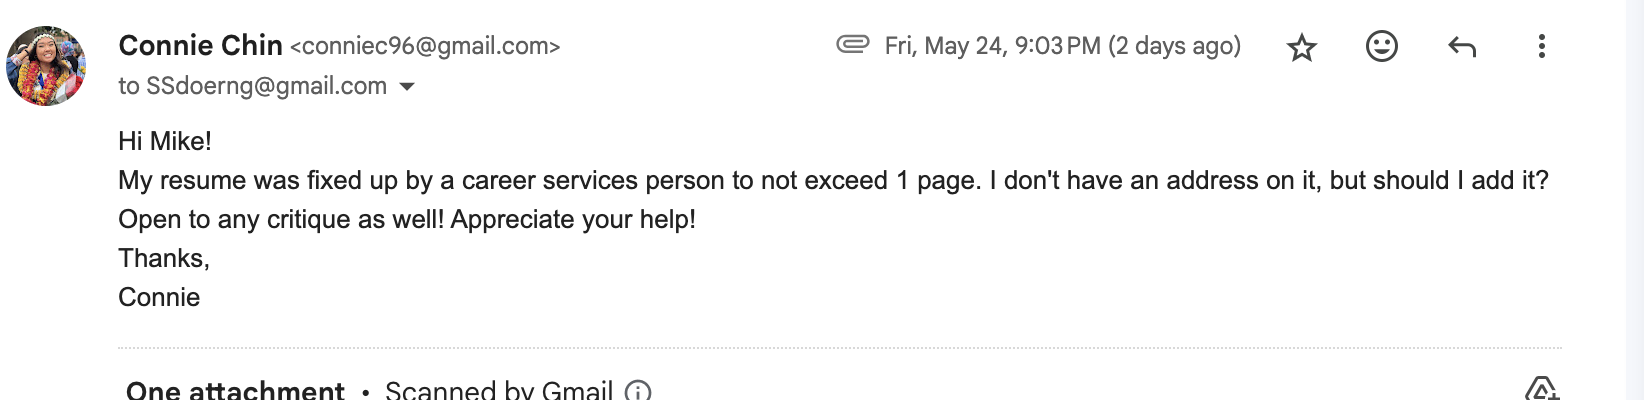 Connie Chin <conniec96@gmail.com>
Fri, May 24, 9:03 PM (2 days ago)
to SSdoerng@gmail.com
Hi Mike!
My resume was fixed up by a career services person to not exceed 1 page. I don't have an address on it, but should I add it?
Open to any critique as well! Appreciate your help!
Thanks,
Connie
One attachment • Scanned by Gmail